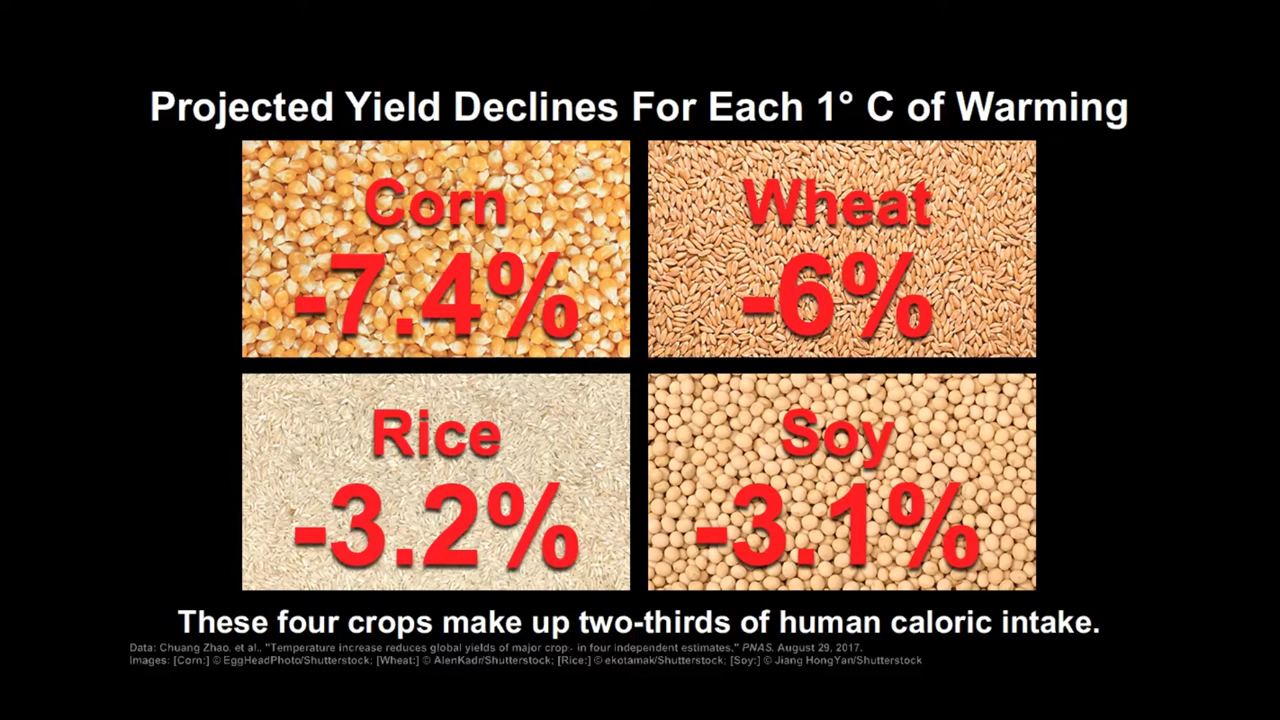 Projected Yield Declines For Each 1° C of Warming
Corn
-7.4%
Wheat
-6%
Rice
-3.2%
Soy
-3.1%
These four crops make up two-thirds of human caloric intake.
Data: Chuang Zhao, et al., "Temperature increase reduces global yields of major crops in four independent estimates," PNAS, August 29, 2017.
Images: [Corn:] © EggHeadPhoto/Shutterstock; [Wheat:] © AlenKadr/Shutterstock; [Rice:] © ekotamak/Shutterstock; [Soy:] © Jiang HongYan/Shutterstock